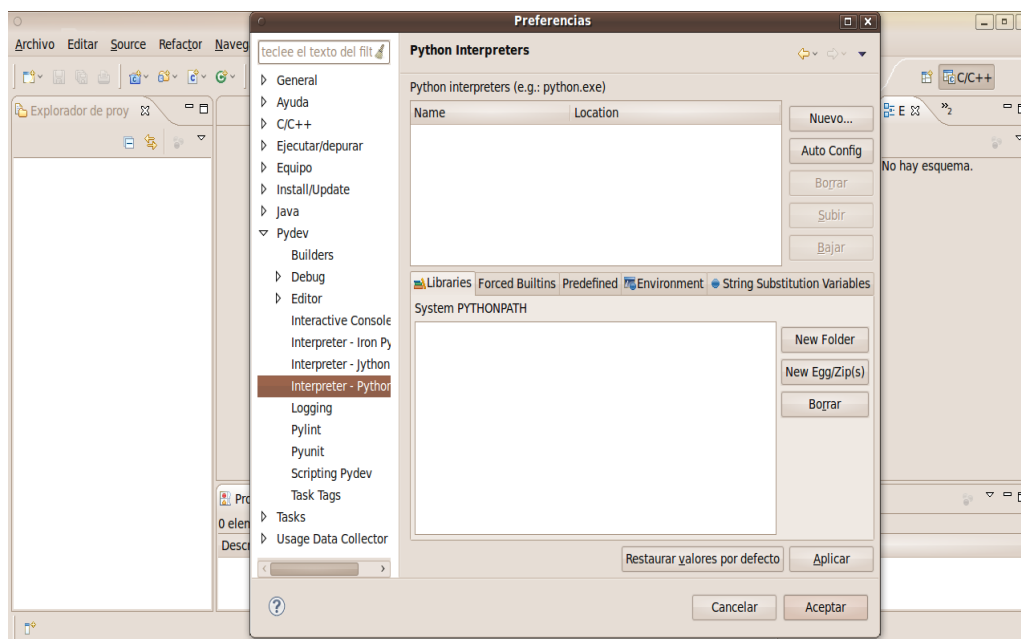 Preferencias
Archivo Editar Source Refactor Naveg
C/C++
Explorador de proy
E
»2
No hay esquema.
teclee el texto del filt
General
Ayuda
C/C++
Ejecutar/depurar
Equipo
Install/Update
Java
Pydev
Builders
Debug
Editor
Interactive Console
Interpreter - Iron Py
Interpreter - Jython
Interpreter - Python
Logging
Pylint
Pyunit
Scripting Pydev
Task Tags
Tasks
Usage Data Collector
Python Interpreters
Python interpreters (e.g.: python.exe)
Name Location
Nuevo...
Auto Config
Borrar
Subir
Bajar
Libraries Forced Builtins Predefined Environment String Substitution Variables
System PYTHONPATH
New Folder
New Egg/Zip(s)
Borrar
Restaurar valores por defecto Aplicar
Cancelar Aceptar
Pro
0 elen
Descr